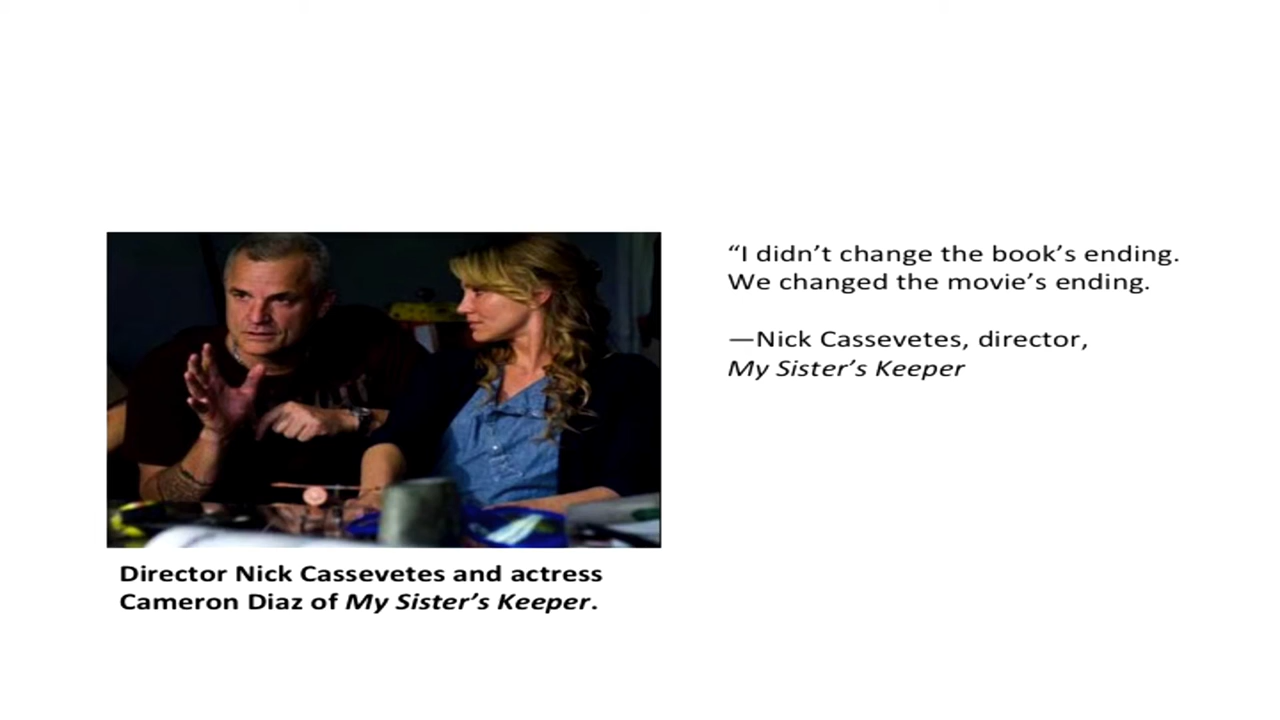 “I didn’t change the book’s ending.
We changed the movie’s ending.
—Nick Cassevetes, director,
My Sister’s Keeper
Director Nick Cassevetes and actress
Cameron Diaz of My Sister’s Keeper.